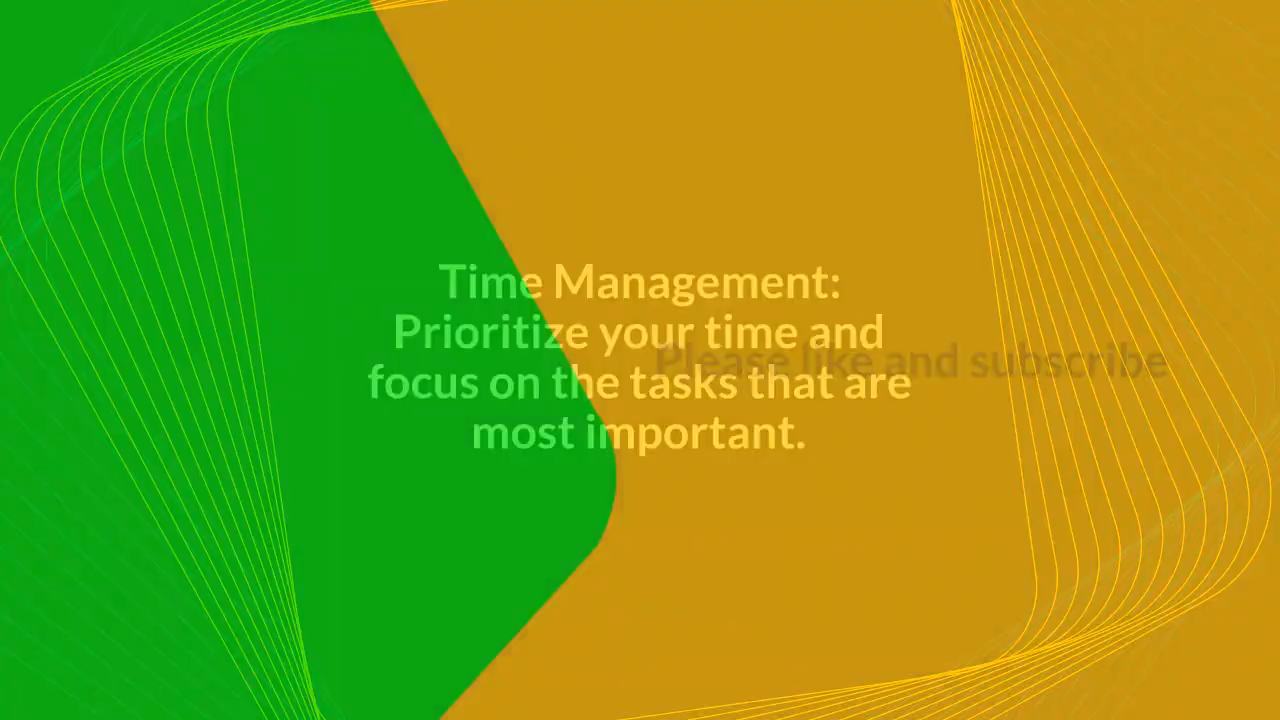 Time Management:
Prioritize your time and
Please like and subscribe
focus on the tasks that are
most important.